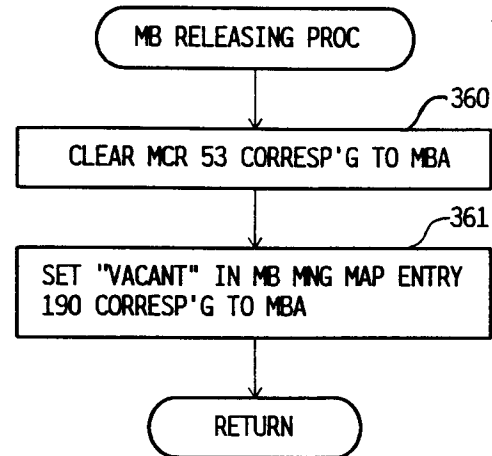 MB RELEASING PROC
360
CLEAR MCR 53 CORRESP'G TO MBA
361
SET "VACANT" IN MB MNG MAP ENTRY
190 CORRESP'G TO MBA
RETURN